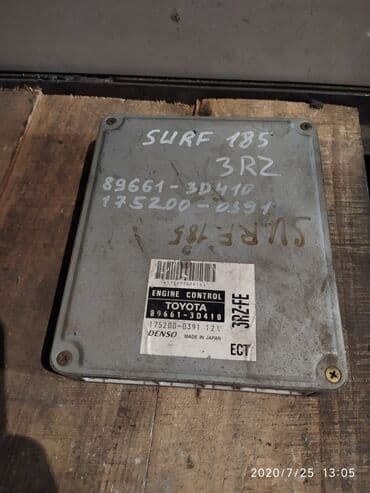 SURF 185
3RZ
89661-3D410
175200-0391
SURF 185
ENGINE CONTROL
TOYOTA
89661-3D410
175200-0391 12V
DENSO MADE IN JAPAN
3RZ-FE
ECT
2020/7/25 13:05